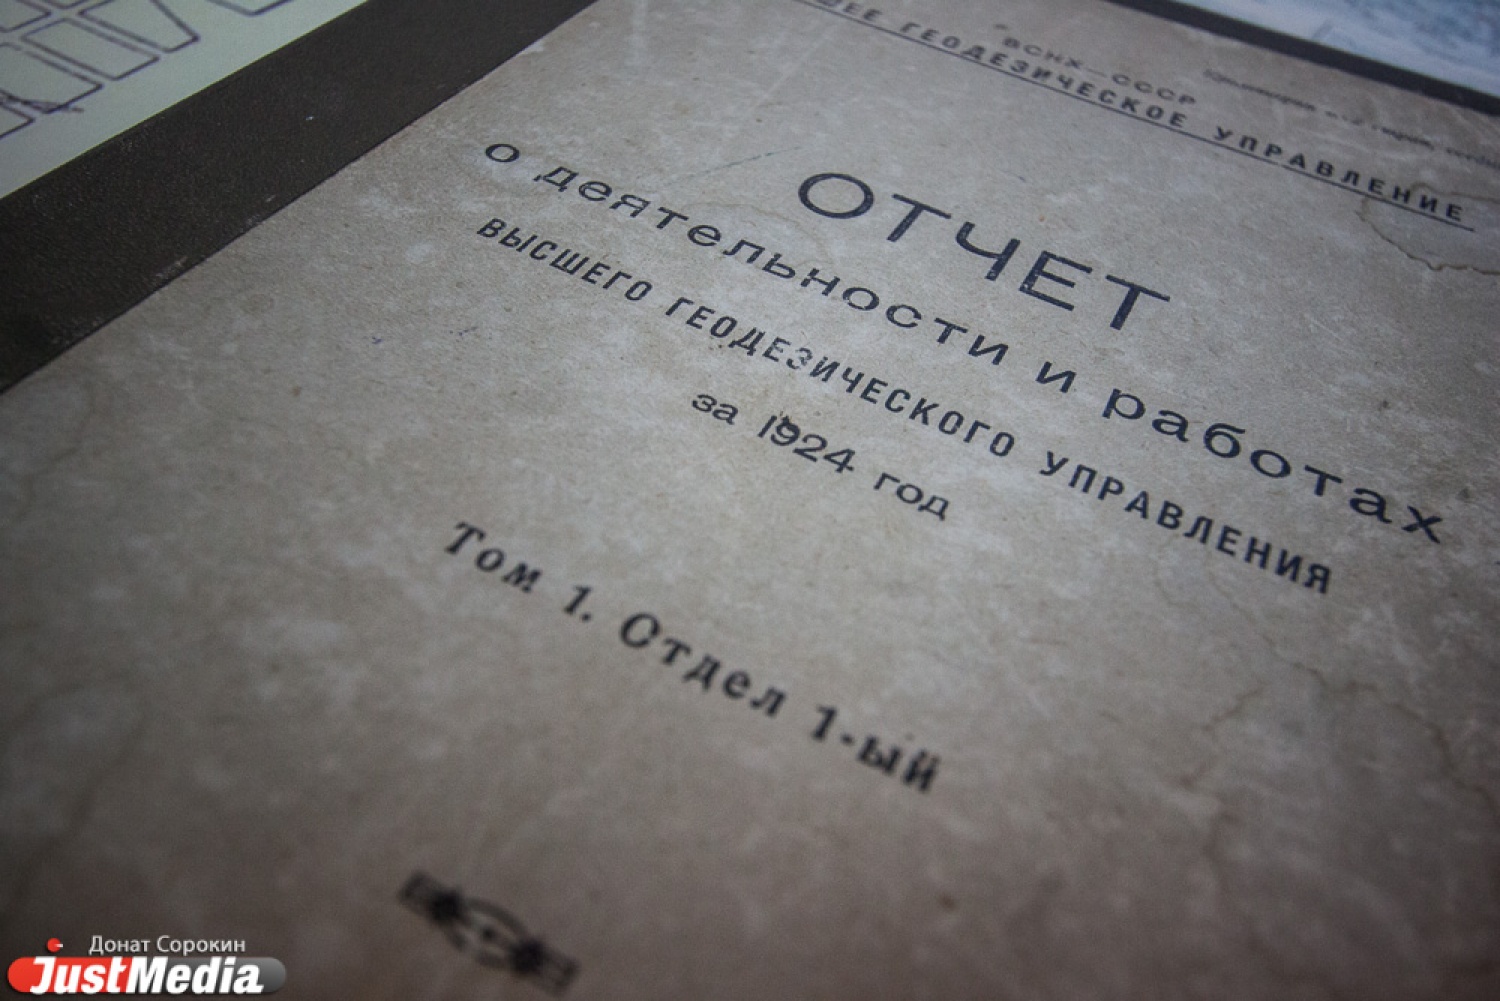 ВСНХ—СССР
ГЕОДЕЗИЧЕСКОЕ УПРАВЛЕНИЕ
ОТЧЕТ
о деятельности и работах
ВЫСШЕГО ГЕОДЕЗИЧЕСКОГО УПРАВЛЕНИЯ
за 1924 год
Том 1. Отдел 1-ый
Донат Сорокин
JustMedia